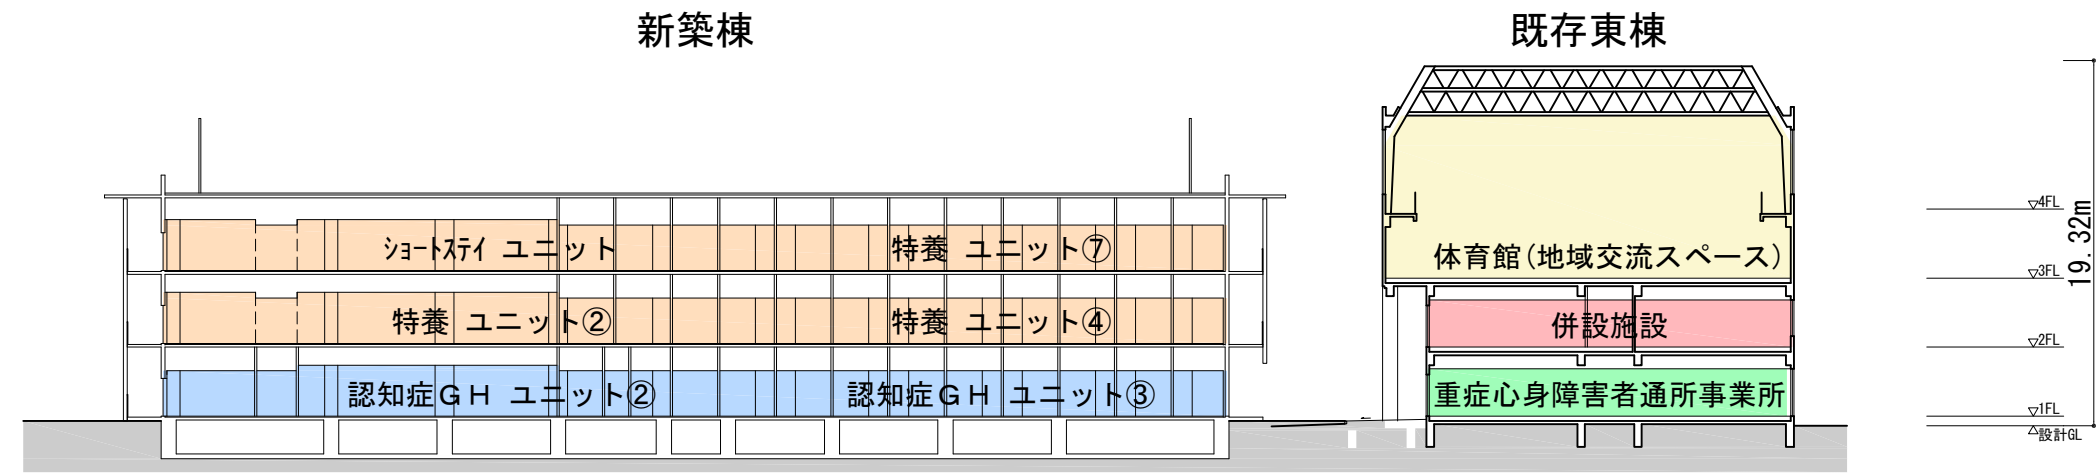 新築棟
既存東棟
ショートステイ ユニット
特養 ユニット⑦
特養 ユニット②
特養 ユニット④
認知症GH ユニット②
認知症GH ユニット③
体育館(地域交流スペース)
併設施設
重症心身障害者通所事業所
▽4FL
▽3FL
▽2FL
▽1FL
△設計GL
19.32m